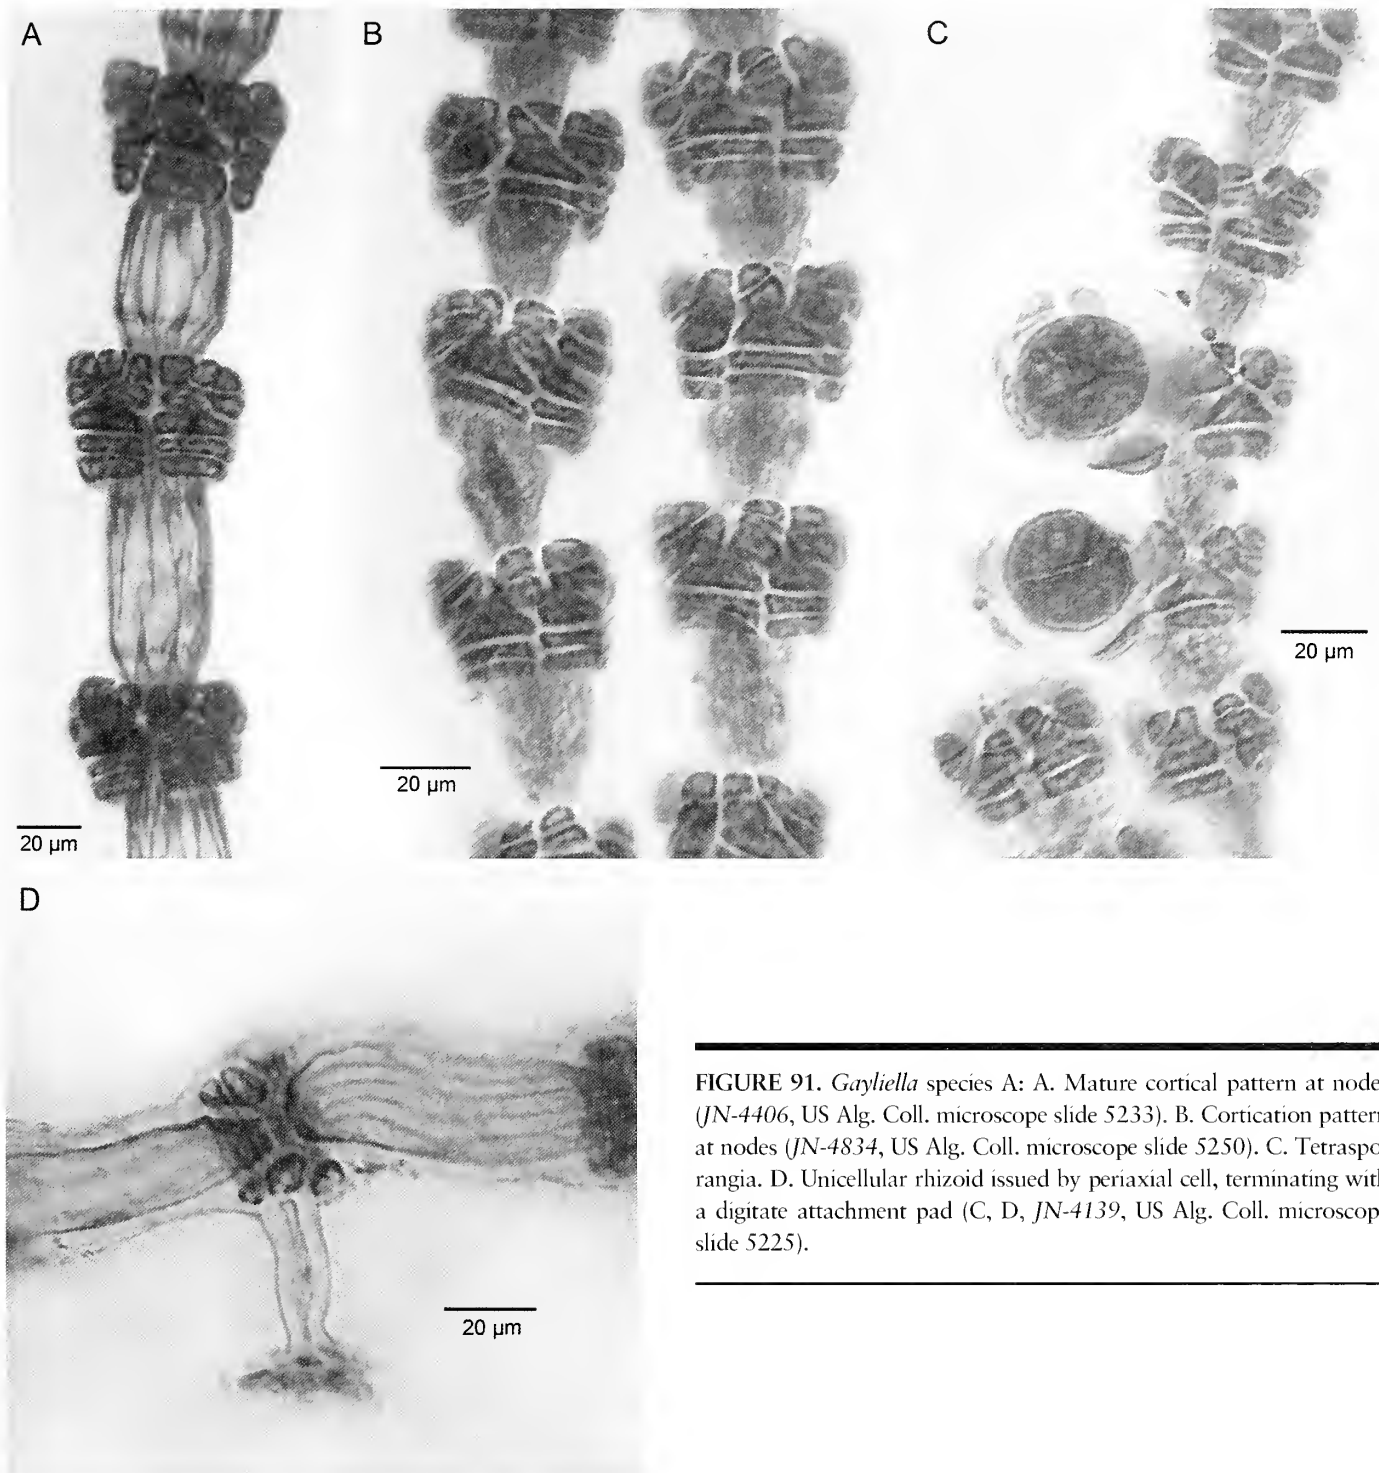 A
B
C
20 µm
20 µm
20 µm
D
20 µm
FIGURE 91. Gayliella species A: A. Mature cortical pattern at node
(JN-4406, US Alg. Coll. microscope slide 5233). B. Cortication pattern
at nodes (JN-4834, US Alg. Coll. microscope slide 5250). C. Tetraspo
rangia. D. Unicellular rhizoid issued by periaxial cell, terminating with
a digitate attachment pad (C, D, JN-4139, US Alg. Coll. microscop
slide 5225).